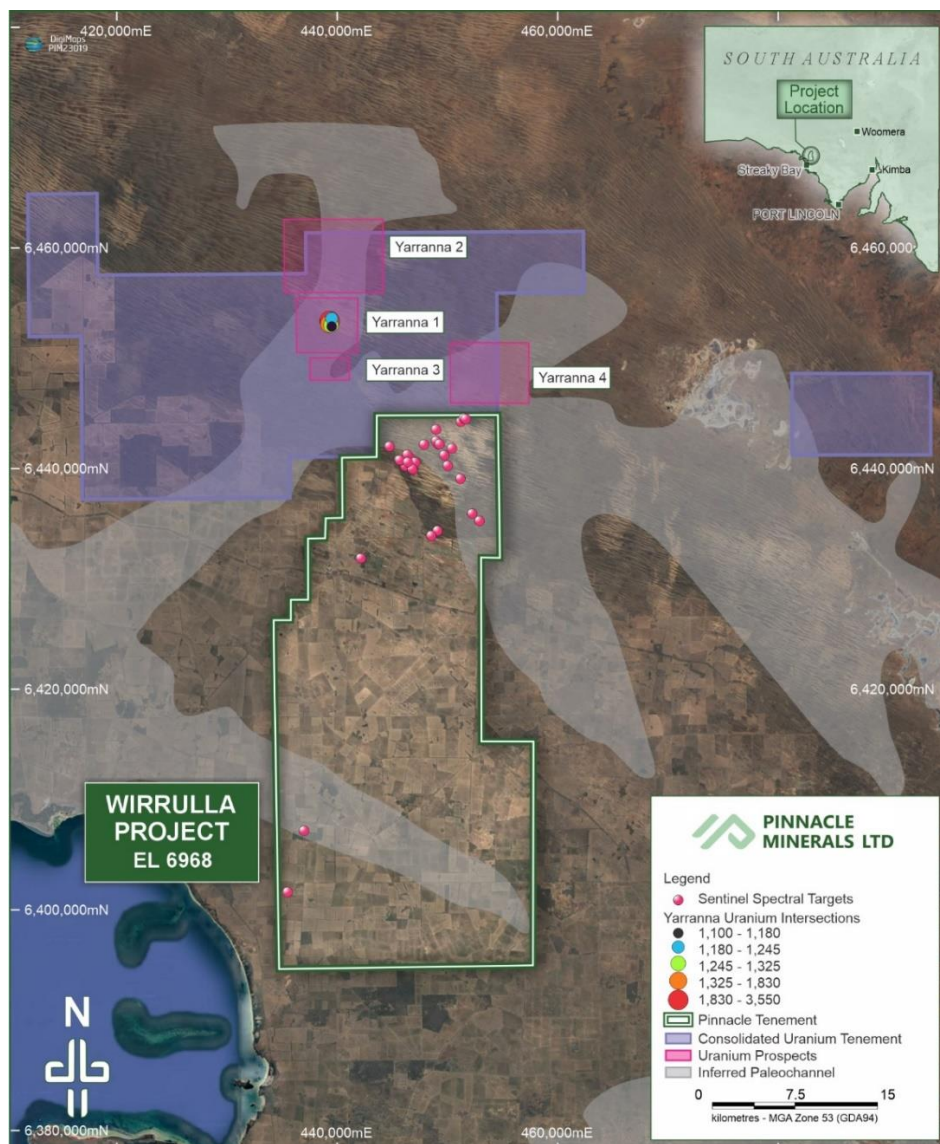 420,000mE
440,000mE
460,000mE
DigiMaps
PIMZ3019
SOUTH AUSTRALIA
Project
Location
Woomera
Streaky Bay
Kimba
PORT LINCOLN
6,460,000mN
6,460,000mN
Yarranna 2
Yarranna 1
Yarranna 3
Yarranna 4
6,440,000mN
6,440,000mN
6,420,000mN
6,420,000mN
WIRRULLA
PROJECT
EL 6968
6,400,000mN
PINNACLE
MINERALS LTD
Legend
Sentinel Spectral Targets
Yarranna Uranium Intersections
1,100 - 1,180
1,180 - 1,245
1,245 - 1,325
1,325 - 1,830
1,830 - 3,550
Pinnacle Tenement
Consolidated Uranium Tenement
Uranium Prospects
Inferred Paleochannel
0 7.5 15
kilometres - MGA Zone 53 (GDA94)
N
6,380,000mN
440,000mE
460,000mE